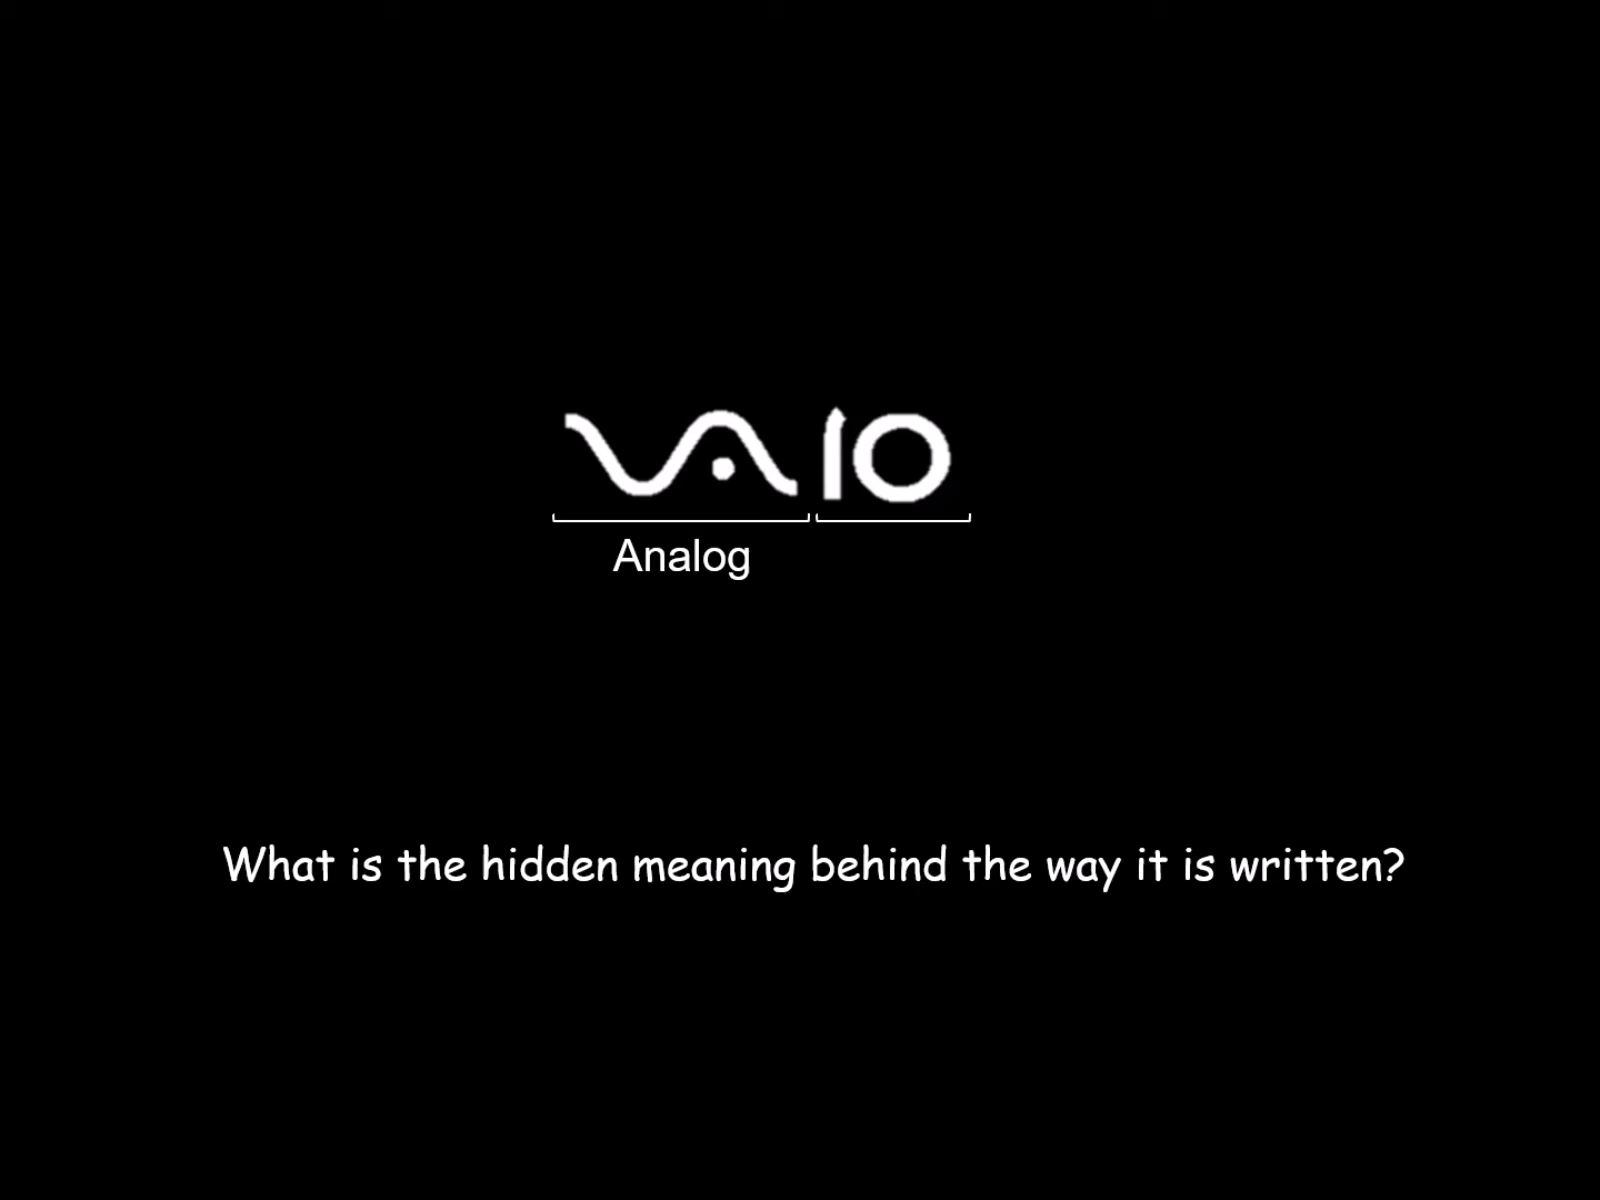 VAIO
Analog
What is the hidden meaning behind the way it is written?